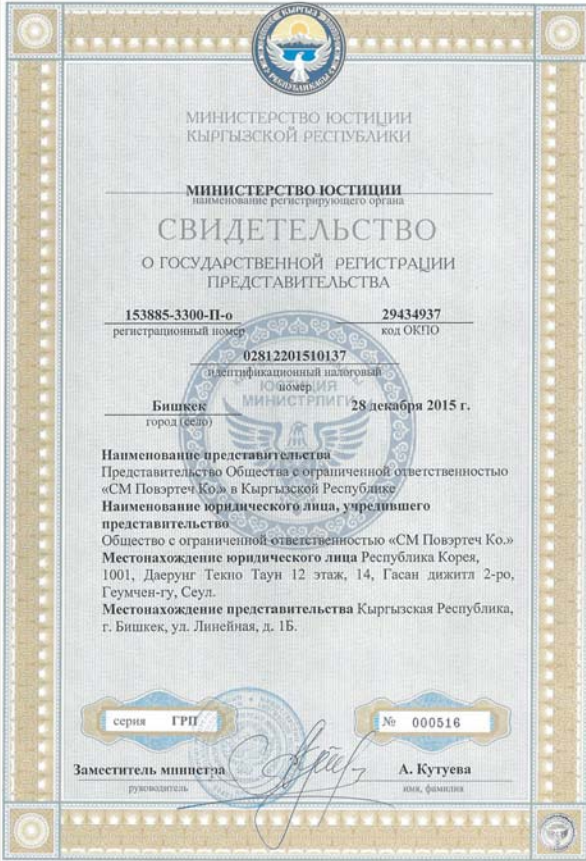 МИНИСТЕРСТВО ЮСТИЦИИ
КЫРГЫЗСКОЙ РЕСПУБЛИКИ
МИНИСТЕРСТВО ЮСТИЦИИ
наименование регистрирующего органа
СВИДЕТЕЛЬСТВО
О ГОСУДАРСТВЕННОЙ РЕГИСТРАЦИИ
ПРЕДСТАВИТЕЛЬСТВА
153885-3300-П-о 29434937
регистрационный номер код ОКПО
02812201510137
идентификационный налоговый
номер
ЮСТИЦИЯ
МИНИСТРЛИГИ
Бишкек 28 декабря 2015 г.
город (село)
Наименование представительства
Представительство Общества с ограниченной ответственностью
«СМ Повэртеч Ко.» в Кыргызской Республике
Наименование юридического лица, учредившего
представительство
Общество с ограниченной ответственностью «СМ Повэртеч Ко.»
Местонахождение юридического лица Республика Корея,
1001, Даерунг Текно Таун 12 этаж, 14, Гасан дижитл 2-ро,
Геумчен-гу, Сеул.
Местонахождение представительства Кыргызская Республика,
г. Бишкек, ул. Линейная, д. 1Б.
серия ГРП № 000516
Заместитель министра А. Кутуева
руководитель имя, фамилия